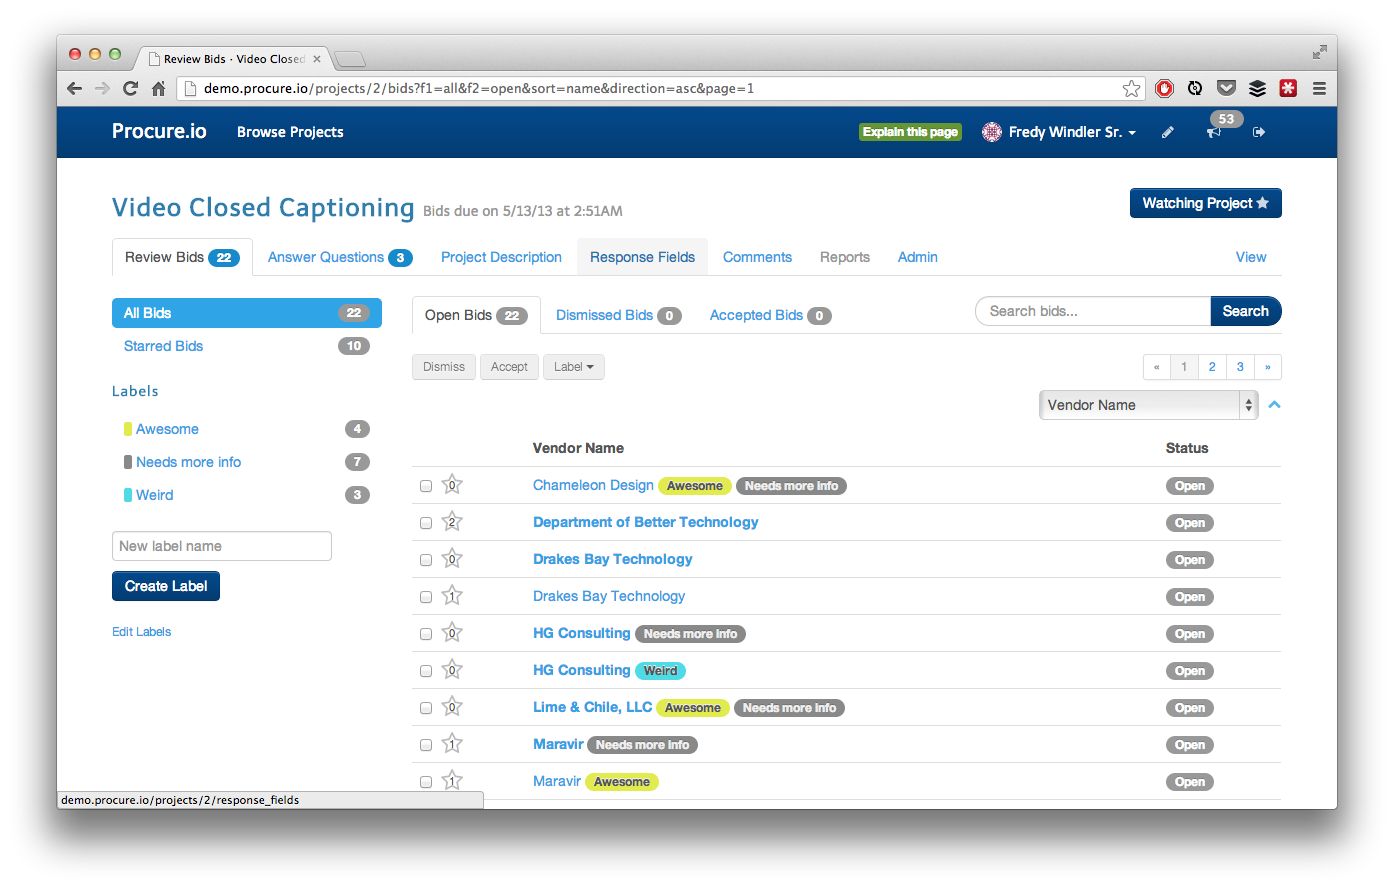 Review Bids · Video Closed
demo.procure.io/projects/2/bids?f1=all&f2=open&sort=name&direction=asc&page=1
Procure.io Browse Projects Explain this page Fredy Windler Sr. 53
Video Closed Captioning Bids due on 5/13/13 at 2:51AM Watching Project
Review Bids 22 Answer Questions 3 Project Description Response Fields Comments Reports Admin View
All Bids 22
Starred Bids 10
Labels
Awesome 4
Needs more info 7
Weird 3
New label name
Create Label
Edit Labels
Open Bids 22 Dismissed Bids 0 Accepted Bids 0 Search bids... Search
Dismiss Accept Label « 1 2 3 »
Vendor Name
Vendor Name Status
0 Chameleon Design Awesome Needs more info Open
2 Department of Better Technology Open
0 Drakes Bay Technology Open
1 Drakes Bay Technology Open
0 HG Consulting Needs more info Open
0 HG Consulting Weird Open
0 Lime & Chile, LLC Awesome Needs more info Open
1 Maravir Needs more info Open
1 Maravir Awesome Open
demo.procure.io/projects/2/response_fields